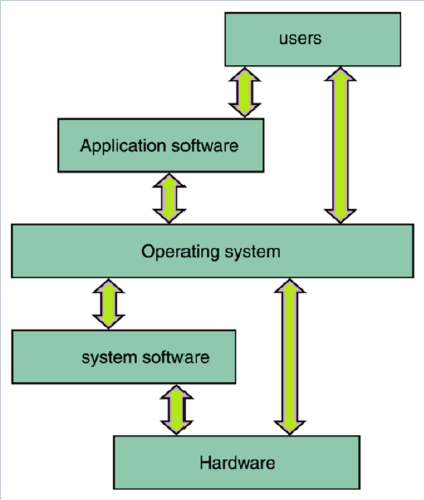 users
Application software
Operating system
system software
Hardware